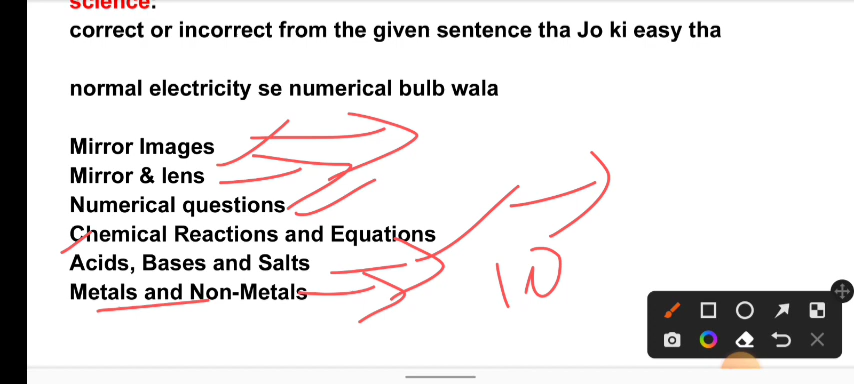 science:
correct or incorrect from the given sentence tha Jo ki easy tha
normal electricity se numerical bulb wala
Mirror Images
Mirror & lens
Numerical questions
Chemical Reactions and Equations
Acids, Bases and Salts
Metals and Non-Metals
10